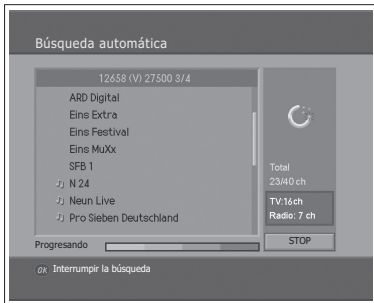 Búsqueda automática
12658 (V) 27500 3/4
ARD Digital
Eins Extra
Eins Festival
Eins MuXx
SFB 1
N 24
Neun Live
Pro Sieben Deutschland
Total
23/40 ch
TV:16ch
Radio: 7 ch
Progresando
STOP
OK Interrumpir la búsqueda